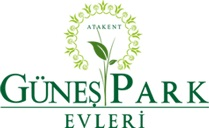 ATAKENT
GÜNEŞ PARK
EVLERİ